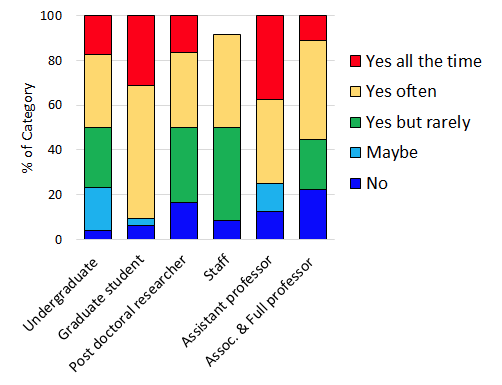 100
80
60
40
20
0
% of Category
Undergraduate
Graduate student
Post doctoral researcher
Staff
Assistant professor
Assoc. & Full professor
Yes all the time
Yes often
Yes but rarely
Maybe
No